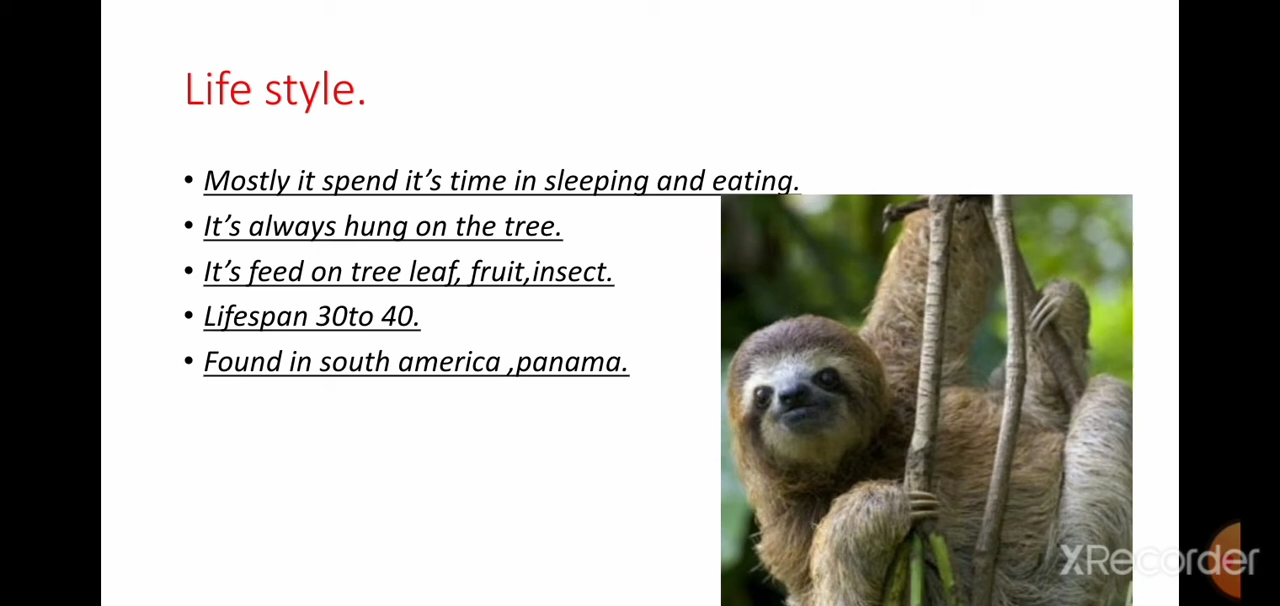 Life style.
• Mostly it spend it’s time in sleeping and eating.
• It’s always hung on the tree.
• It’s feed on tree leaf, fruit,insect.
• Lifespan 30to 40.
• Found in south america ,panama.
XRecorder